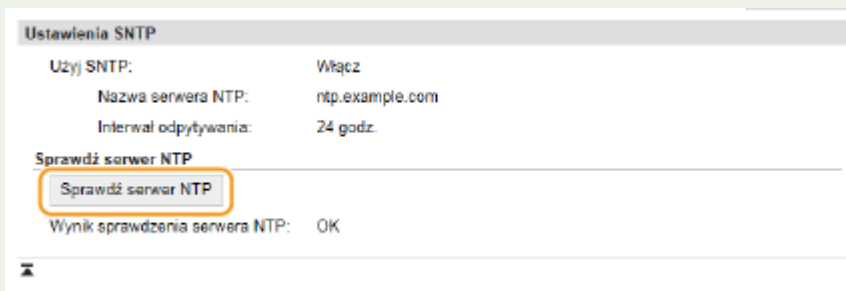 Ustawienia SNTP
Użyj SNTP: Włącz
Nazwa serwera NTP: ntp.example.com
Interwał odpytywania: 24 godz.
Sprawdź serwer NTP
Sprawdź serwer NTP
Wynik sprawdzenia serwera NTP: OK